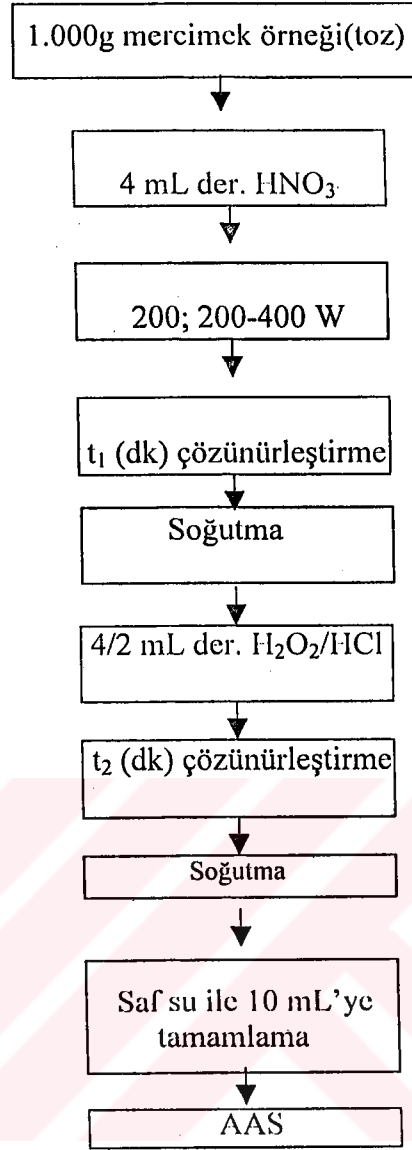 1.000g mercimek örneği(toz)
4 mL der. HNO₃
200; 200-400 W
t₁ (dk) çözünürleştirme
Soğutma
4/2 mL der. H₂O₂/HCl
t₂ (dk) çözünürleştirme
Soğutma
Saf su ile 10 mL'ye
tamamlama
AAS